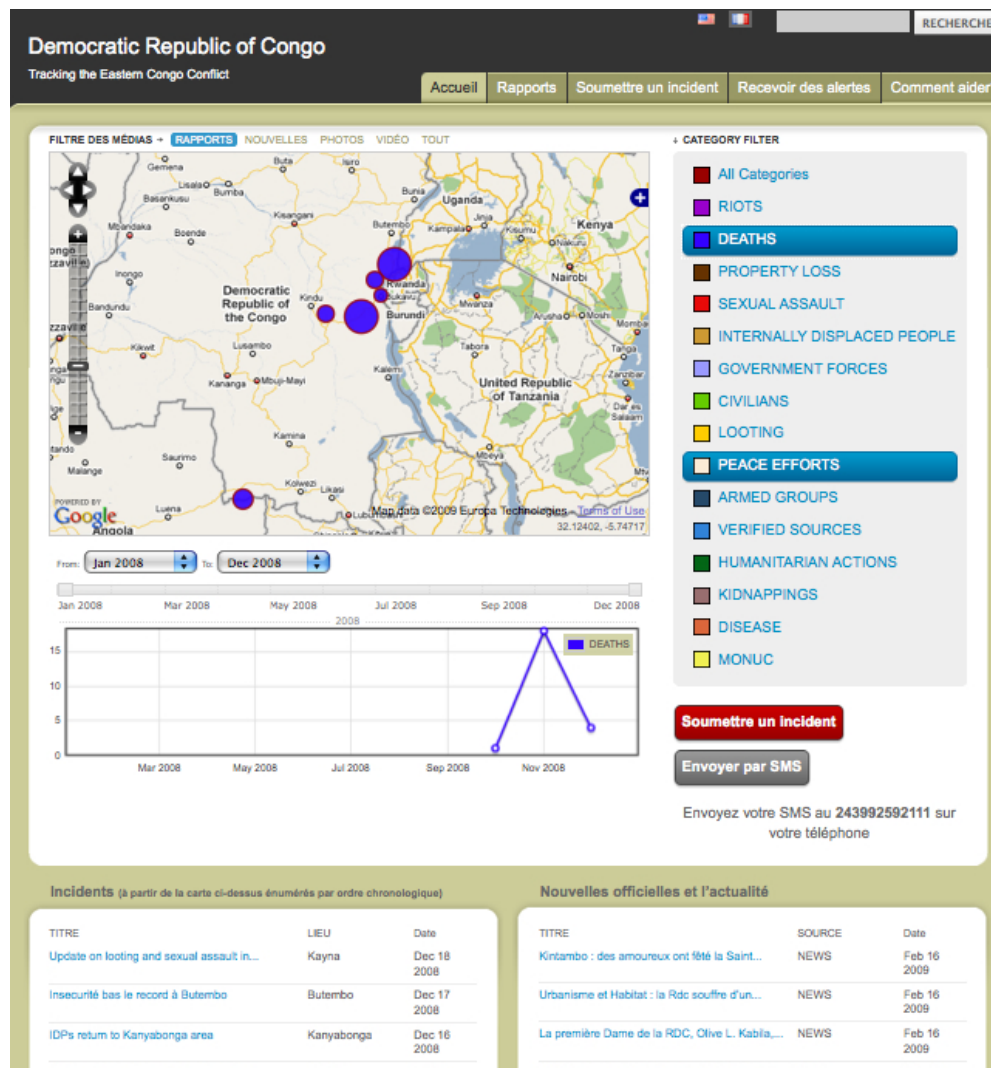 RECHERCHE
Democratic Republic of Congo
Tracking the Eastern Congo Conflict
Accueil Rapports Soumettre un incident Recevoir des alertes Comment aider
FILTRE DES MÉDIAS → RAPPORTS NOUVELLES PHOTOS VIDÉO TOUT
Gemena Buta Isiro
Lisala Bumba Bunia
Basankusu Uganda
Kisangani Jinja
Mbandaka Butembo Kampala Kisumu Kenya
Boende Nakuru
Inongo Rwanda Nairobi
Democratic
Republic of
the Congo
Kindu Bukavu Mwanza
Bandundu Burundi Arusha Moshi
Kikwit Lusambo Tabora Tanga
Kananga Mbuji-Mayi Kalemi Zanzibar
United Republic
of Tanzania
Dar es
Salaam
Kamina
Saurimo Mbeya
Malange
Kolwezi Likasi
POWERED BY
Google
Luena
Map data ©2009 Europa Technologies - Terms of Use
Angola
32.12402, -5.74717
From: Jan 2008 To: Dec 2008
Jan 2008 Mar 2008 May 2008 Jul 2008 Sep 2008 Dec 2008
2008
DEATHS
15
10
5
0
Mar 2008 May 2008 Jul 2008 Sep 2008 Nov 2008
↓ CATEGORY FILTER
All Categories
RIOTS
DEATHS
PROPERTY LOSS
SEXUAL ASSAULT
INTERNALLY DISPLACED PEOPLE
GOVERNMENT FORCES
CIVILIANS
LOOTING
PEACE EFFORTS
ARMED GROUPS
VERIFIED SOURCES
HUMANITARIAN ACTIONS
KIDNAPPINGS
DISEASE
MONUC
Soumettre un incident
Envoyer par SMS
Envoyez votre SMS au 243992592111 sur
votre téléphone
Incidents (à partir de la carte ci-dessus énumérés par ordre chronologique)
TITRE LIEU Date
Update on looting and sexual assault in... Kayna Dec 18
2008
Insecurité bas le record à Butembo Butembo Dec 17
2008
IDPs return to Kanyabonga area Kanyabonga Dec 16
2008
Nouvelles officielles et l'actualité
TITRE SOURCE Date
Kintambo : des amoureux ont fêté la Saint... NEWS Feb 16
2009
Urbanisme et Habitat : la Rdc souffre d'un... NEWS Feb 16
2009
La première Dame de la RDC, Olive L. Kabila,... NEWS Feb 16
2009